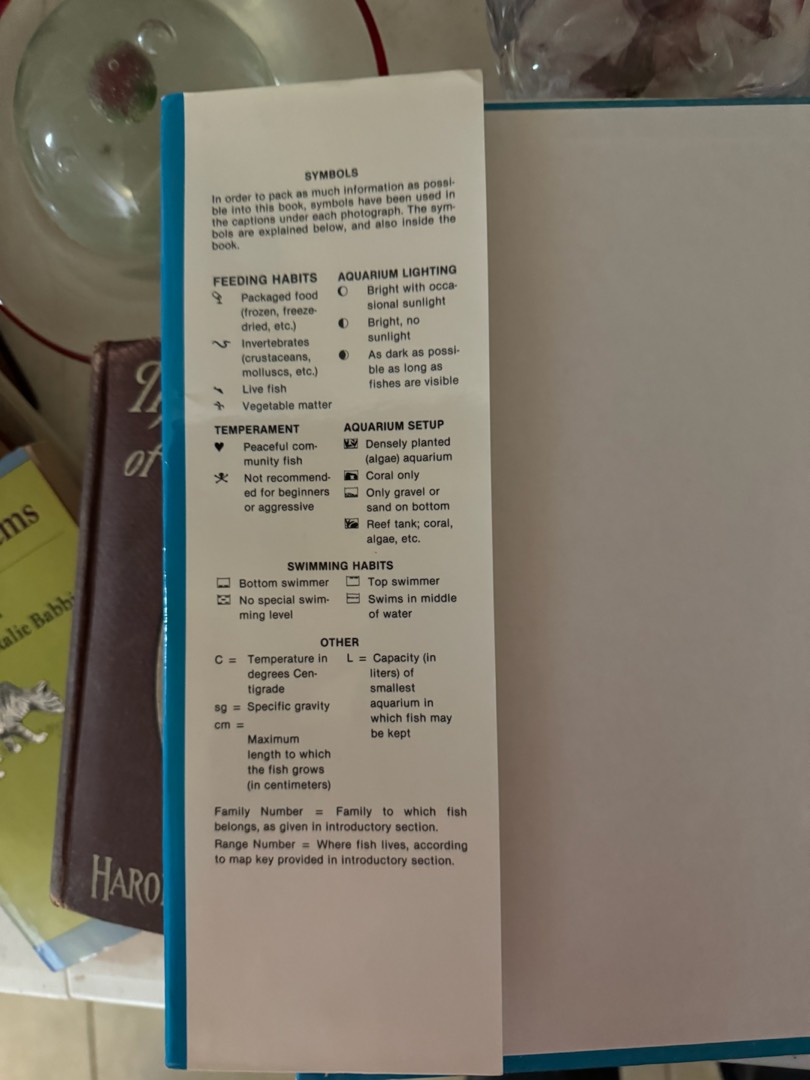 SYMBOLS
In order to pack as much information as possi-
ble into this book, symbols have been used in
the captions under each photograph. The sym-
bols are explained below, and also inside the
book.
FEEDING HABITS
Packaged food
(frozen, freeze-
dried, etc.)
Invertebrates
(crustaceans,
molluscs, etc.)
Live fish
Vegetable matter
AQUARIUM LIGHTING
Bright with occa-
sional sunlight
Bright, no
sunlight
As dark as possi-
ble as long as
fishes are visible
TEMPERAMENT
Peaceful com-
munity fish
Not recommend-
ed for beginners
or aggressive
AQUARIUM SETUP
Densely planted
(algae) aquarium
Coral only
Only gravel or
sand on bottom
Reef tank; coral,
algae, etc.
SWIMMING HABITS
Bottom swimmer
No special swim-
ming level
Top swimmer
Swims in middle
of water
OTHER
C = Temperature in
degrees Cen-
tigrade
sg = Specific gravity
cm =
Maximum
length to which
the fish grows
(in centimeters)
L = Capacity (in
liters) of
smallest
aquarium in
which fish may
be kept
Family Number = Family to which fish
belongs, as given in introductory section.
Range Number = Where fish lives, according
to map key provided in introductory section.
of
HARO
ems
alie Babbi